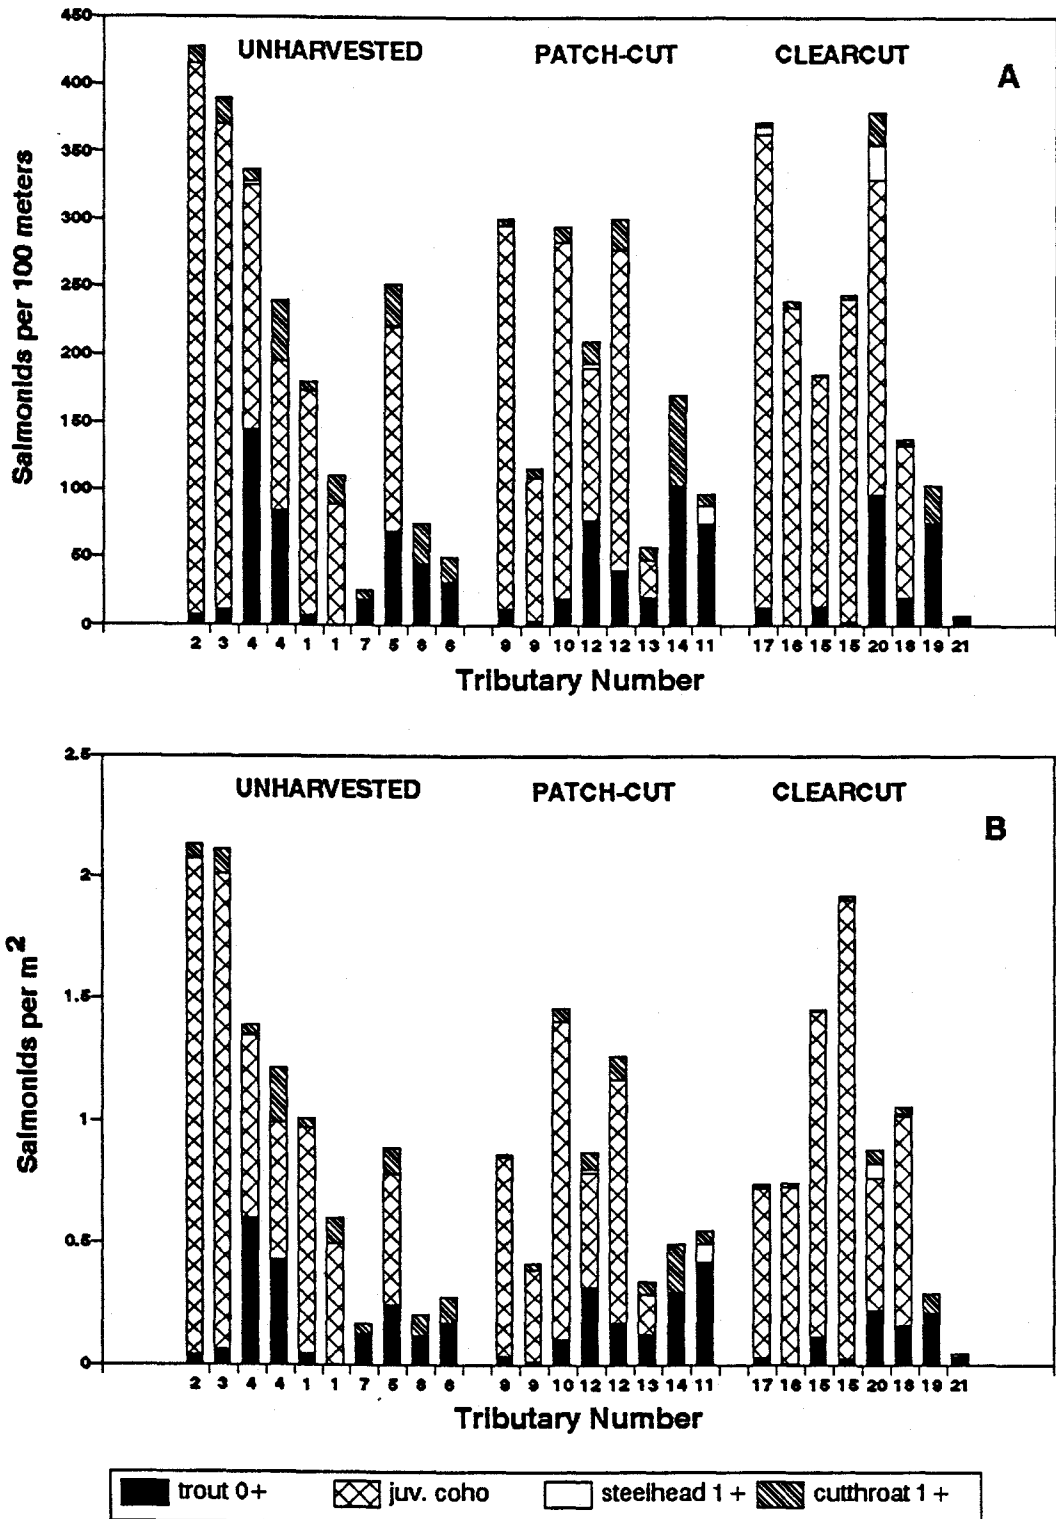 450
400
350
300
250
200
150
100
50
0
Salmonids per 100 meters
UNHARVESTED PATCH-CUT CLEARCUT
A
2 3 4 4 1 1 7 5 6 6 9 9 10 12 12 13 14 11 17 16 15 15 20 18 19 21
Tributary Number
2.5
2
1.5
1
0.5
0
Salmonids per m2
UNHARVESTED PATCH-CUT CLEARCUT
B
2 3 4 4 1 1 7 5 6 6 9 9 10 12 12 13 14 11 17 16 15 15 20 18 19 21
Tributary Number
trout 0+ juv. coho steelhead 1+ cutthroat 1+